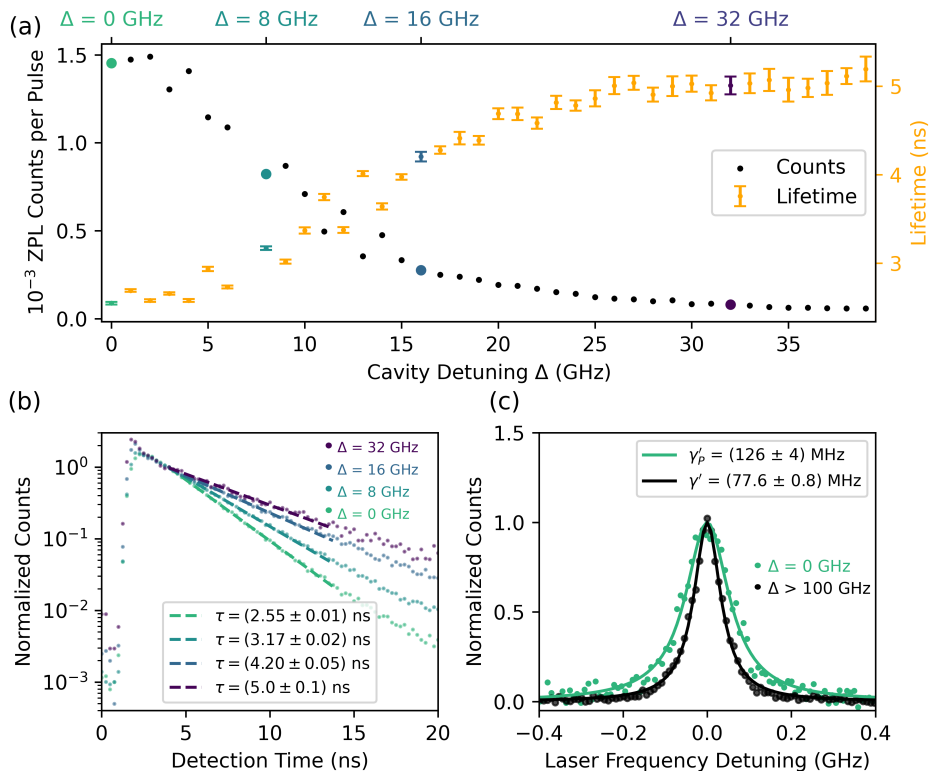 (a)
Δ = 0 GHz Δ = 8 GHz Δ = 16 GHz Δ = 32 GHz
1.5
1.0
0.5
0.0
10⁻³ ZPL Counts per Pulse
5
4
3
Lifetime (ns)
Counts
Lifetime
0 5 10 15 20 25 30 35
Cavity Detuning Δ (GHz)
(b)
10⁰
10⁻¹
10⁻²
10⁻³
Normalized Counts
Δ = 32 GHz
Δ = 16 GHz
Δ = 8 GHz
Δ = 0 GHz
τ = (2.55 ± 0.01) ns
τ = (3.17 ± 0.02) ns
τ = (4.20 ± 0.05) ns
τ = (5.0 ± 0.1) ns
0 5 10 15 20
Detection Time (ns)
(c)
1.5
1.0
0.5
0.0
Normalized Counts
γ′P = (126 ± 4) MHz
γ′ = (77.6 ± 0.8) MHz
Δ = 0 GHz
Δ > 100 GHz
−0.4 −0.2 0.0 0.2 0.4
Laser Frequency Detuning (GHz)